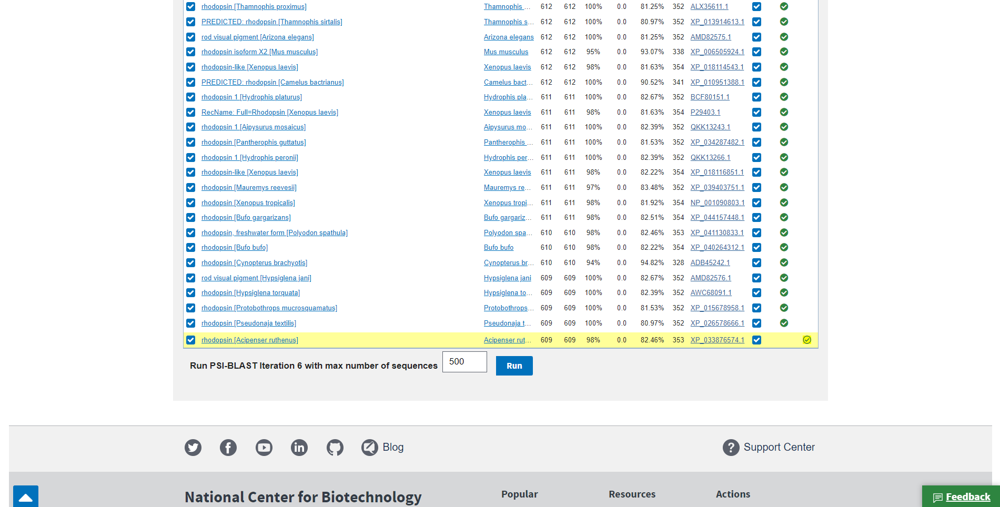 rhodopsin [Thamnophis proximus] Thamnophis ... 612 612 100% 0.0 81.25% 352 ALX35611.1
PREDICTED: rhodopsin [Thamnophis sirtalis] Thamnophis s... 612 612 100% 0.0 80.97% 352 XP_013914613.1
rod visual pigment [Arizona elegans] Arizona elegans 612 612 100% 0.0 81.25% 352 AMD82575.1
rhodopsin isoform X2 [Mus musculus] Mus musculus 612 612 95% 0.0 93.07% 338 XP_006505924.1
rhodopsin-like [Xenopus laevis] Xenopus laevis 612 612 98% 0.0 81.63% 354 XP_018114543.1
PREDICTED: rhodopsin [Camelus bactrianus] Camelus bact... 612 612 100% 0.0 90.52% 341 XP_010951388.1
rhodopsin 1 [Hydrophis platurus] Hydrophis pla... 611 611 100% 0.0 82.67% 352 BCF80151.1
RecName: Full=Rhodopsin [Xenopus laevis] Xenopus laevis 611 611 98% 0.0 81.63% 354 P29403.1
rhodopsin 1 [Aipysurus mosaicus] Aipysurus mo... 611 611 100% 0.0 82.39% 352 QKK13243.1
rhodopsin [Pantherophis guttatus] Pantherophis ... 611 611 100% 0.0 81.53% 352 XP_034287482.1
rhodopsin 1 [Hydrophis peronii] Hydrophis per... 611 611 100% 0.0 82.39% 352 QKK13266.1
rhodopsin-like [Xenopus laevis] Xenopus laevis 611 611 98% 0.0 82.22% 354 XP_018116851.1
rhodopsin [Mauremys reevesii] Mauremys re... 611 611 97% 0.0 83.48% 352 XP_039403751.1
rhodopsin [Xenopus tropicalis] Xenopus tropi... 611 611 98% 0.0 81.92% 354 NP_001090803.1
rhodopsin [Bufo gargarizans] Bufo gargariz... 611 611 98% 0.0 82.51% 354 XP_044157448.1
rhodopsin, freshwater form [Polyodon spathula] Polyodon spa... 610 610 98% 0.0 82.46% 353 XP_041130833.1
rhodopsin [Bufo bufo] Bufo bufo 610 610 98% 0.0 82.22% 354 XP_040264312.1
rhodopsin [Cynopterus brachyotis] Cynopterus br... 610 610 94% 0.0 94.82% 328 ADB45242.1
rod visual pigment [Hypsiglena jani] Hypsiglena jani 609 609 100% 0.0 82.67% 352 AMD82576.1
rhodopsin [Hypsiglena torquata] Hypsiglena to... 609 609 100% 0.0 82.39% 352 AWC68091.1
rhodopsin [Protobothrops mucrosquamatus] Protobothrops... 609 609 100% 0.0 81.53% 352 XP_015678958.1
rhodopsin [Pseudonaja textilis] Pseudonaja t... 609 609 100% 0.0 80.97% 352 XP_026578666.1
rhodopsin [Acipenser ruthenus] Acipenser rut... 609 609 98% 0.0 82.46% 353 XP_033876574.1
Run PSI-BLAST Iteration 6 with max number of sequences 500 Run
Blog Support Center
National Center for Biotechnology Popular Resources Actions
Feedback